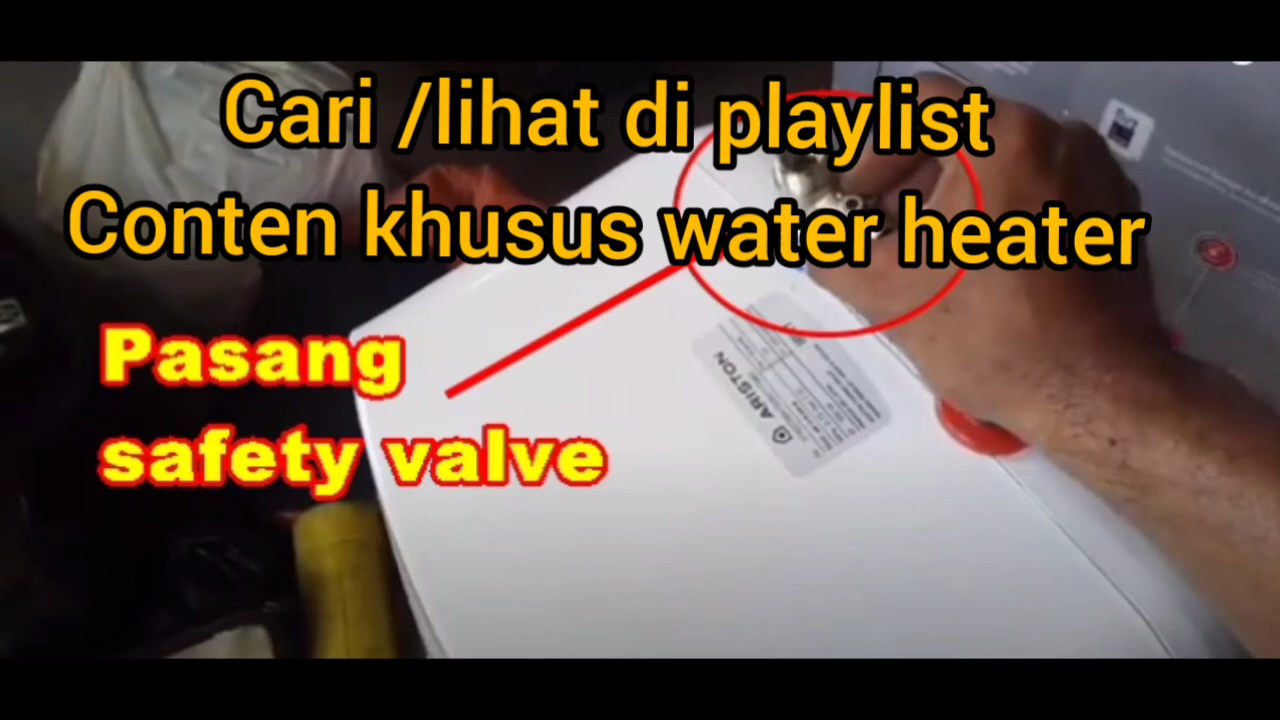 Cari /lihat di playlist
Conten khusus water heater
Pasang
safety valve
ARISTON